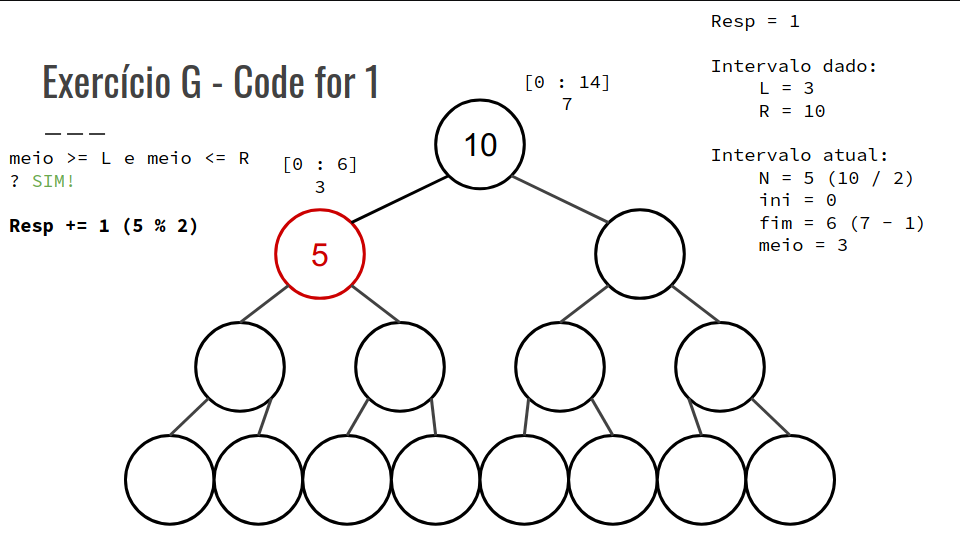 Exercício G - Code for 1
meio >= L e meio <= R
? SIM!
Resp += 1 (5 % 2)
[0 : 14]
7
10
[0 : 6]
3
5
Resp = 1
Intervalo dado:
L = 3
R = 10
Intervalo atual:
N = 5 (10 / 2)
ini = 0
fim = 6 (7 - 1)
meio = 3